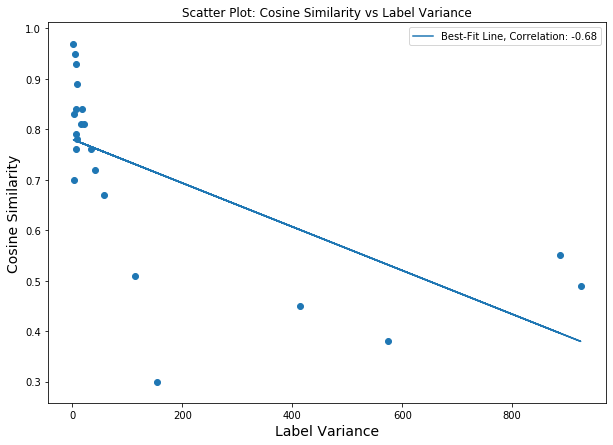 Scatter Plot: Cosine Similarity vs Label Variance
Best-Fit Line, Correlation: -0.68
1.0
0.9
0.8
0.7
0.6
0.5
0.4
0.3
Cosine Similarity
0 200 400 600 800
Label Variance